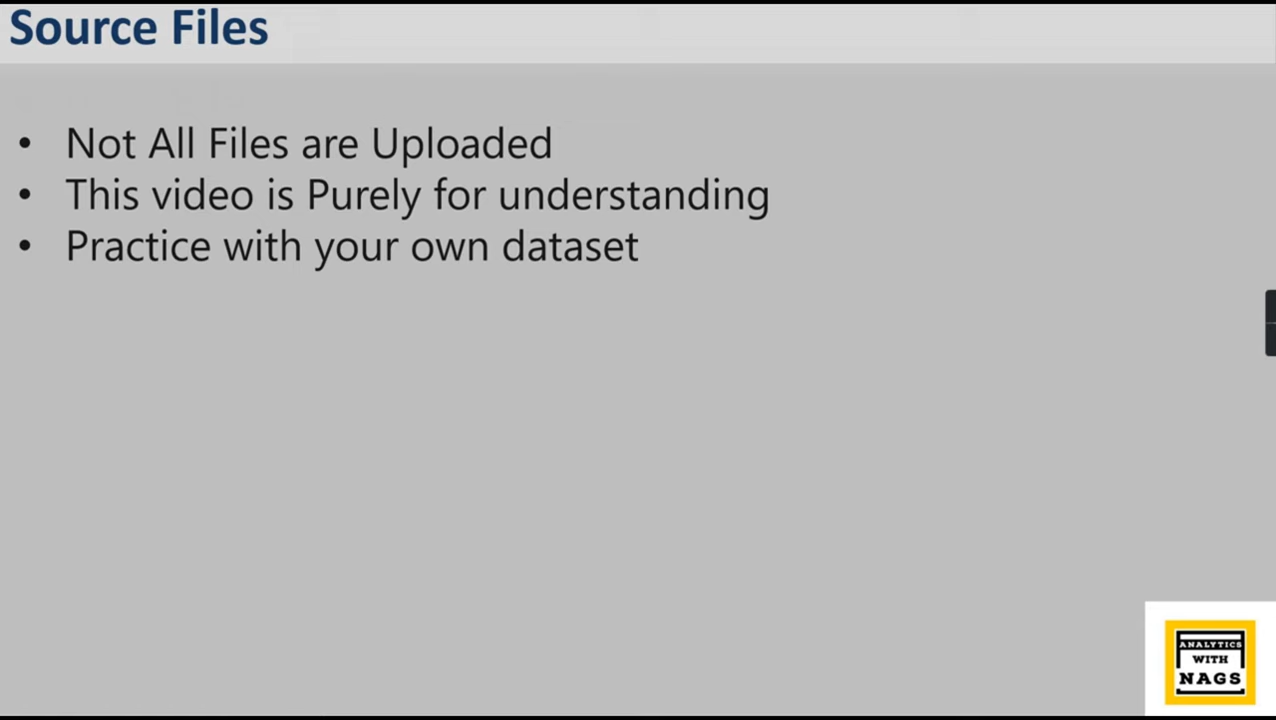 Source Files
• Not All Files are Uploaded
• This video is Purely for understanding
• Practice with your own dataset
ANALYTICS
WITH
NAGS